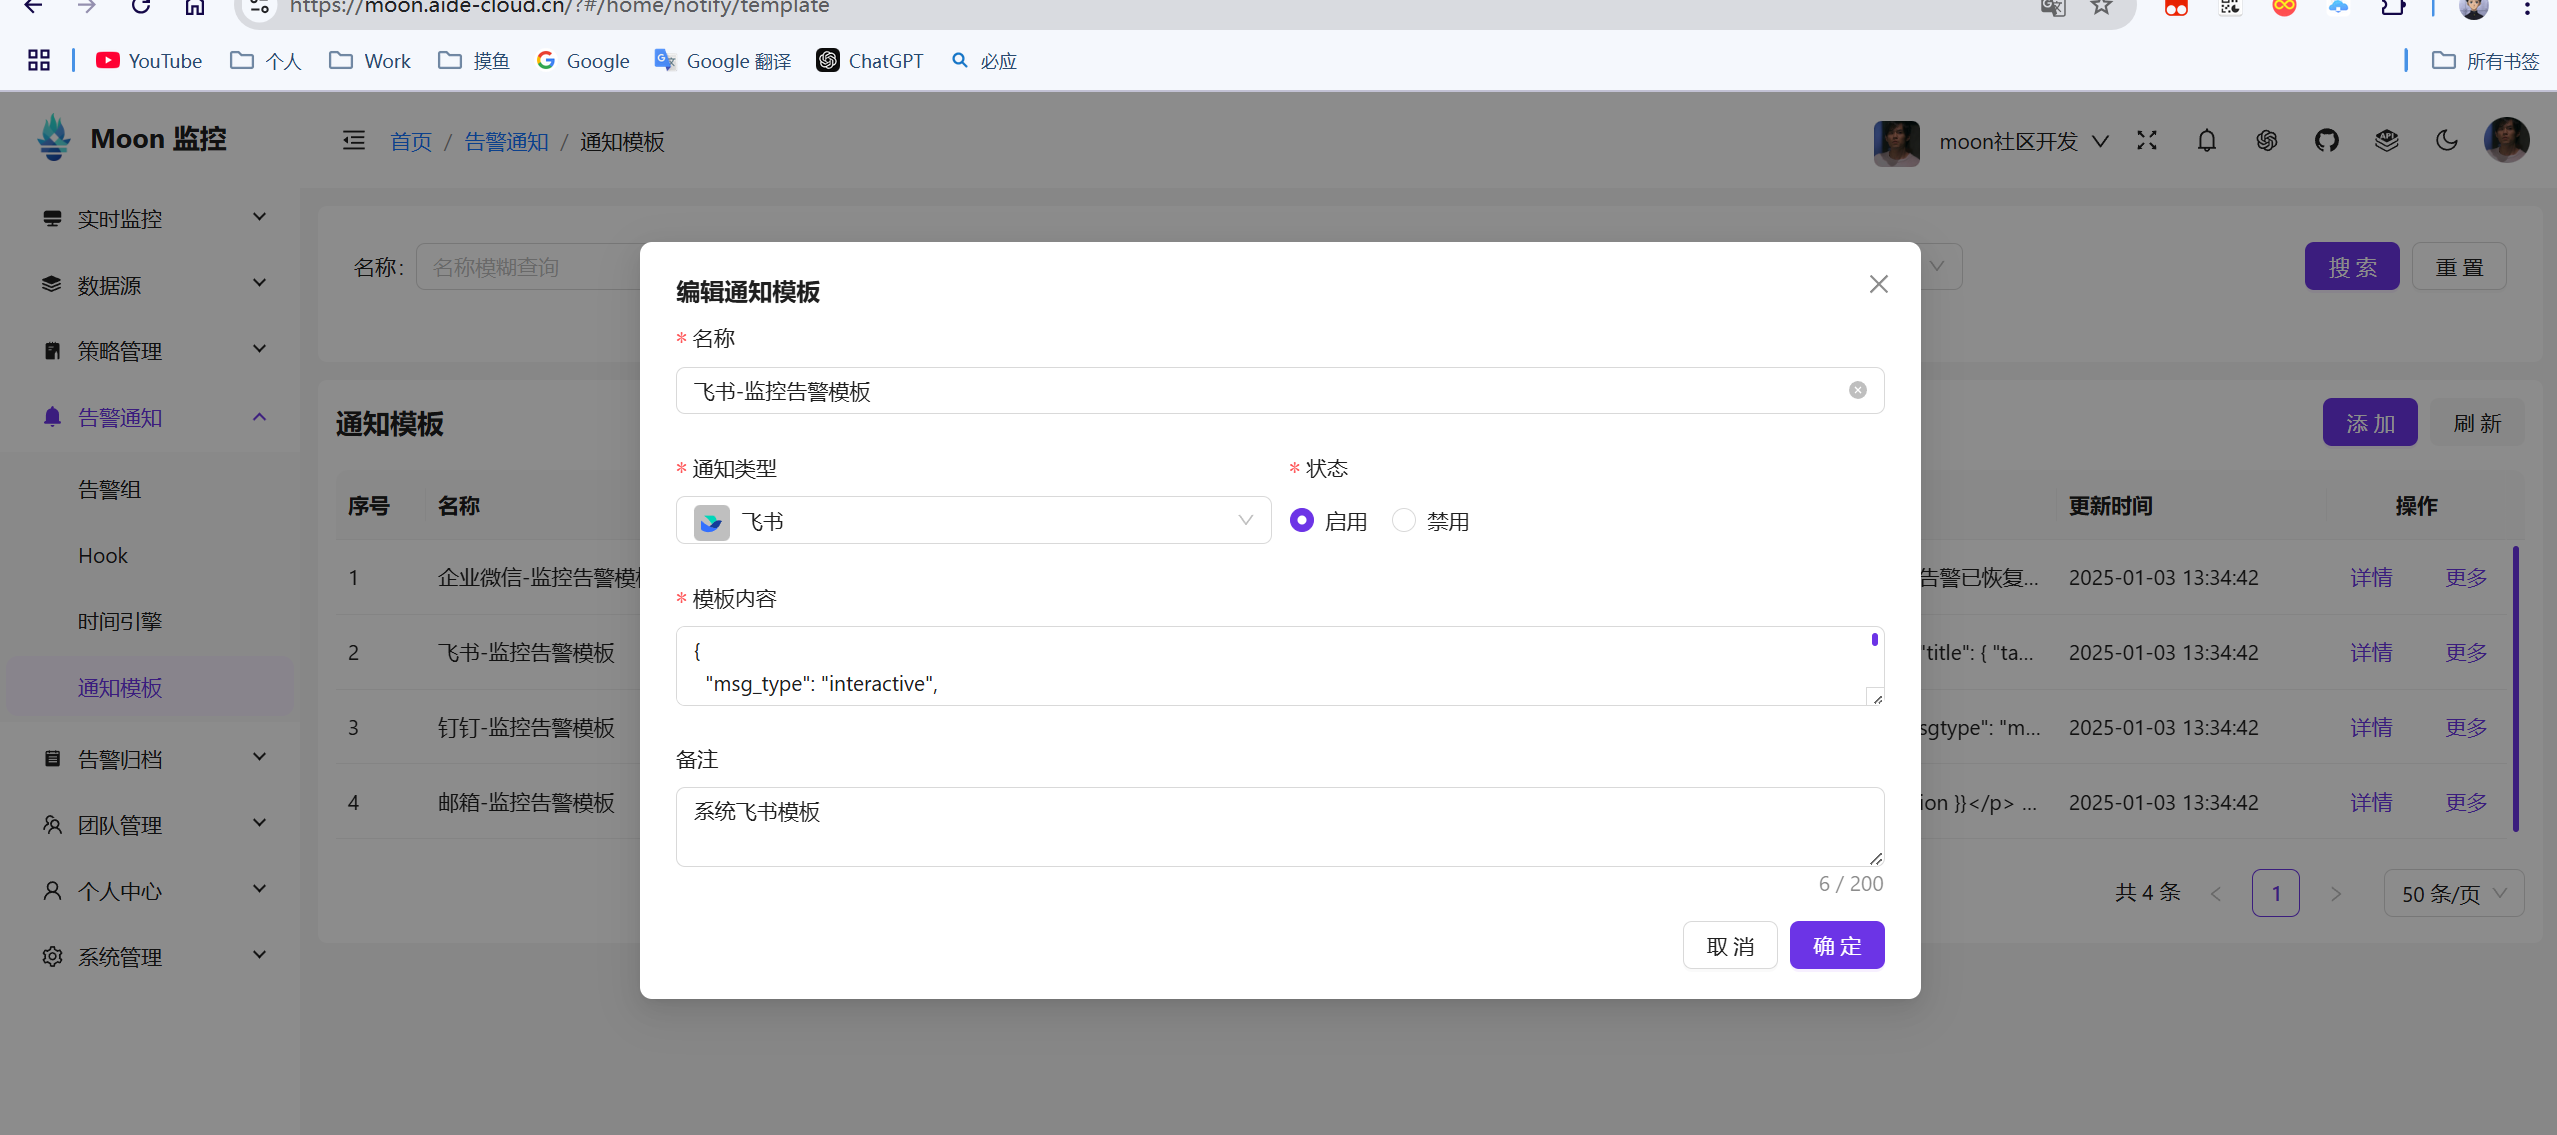 https://moon.aide-cloud.cn/?#/home/notify/template
YouTube 个人 Work 摸鱼 Google Google 翻译 ChatGPT 必应 所有书签
Moon 监控
首页 / 告警通知 / 通知模板
moon社区开发
实时监控
数据源
策略管理
告警通知
告警组
Hook
时间引擎
通知模板
告警归档
团队管理
个人中心
系统管理
名称: 名称模糊查询
搜 索 重 置
通知模板
添 加 刷 新
序号 名称 更新时间 操作
1 企业微信-监控告警模 告警已恢复... 2025-01-03 13:34:42 详情 更多
2 飞书-监控告警模板 "title": { "ta... 2025-01-03 13:34:42 详情 更多
3 钉钉-监控告警模板 sgtype": "m... 2025-01-03 13:34:42 详情 更多
4 邮箱-监控告警模板 ion }}</p> ... 2025-01-03 13:34:42 详情 更多
共 4 条 < 1 > 50 条/页
编辑通知模板
* 名称
飞书-监控告警模板
* 通知类型 * 状态
飞书 启用 禁用
* 模板内容
{
"msg_type": "interactive",
备注
系统飞书模板
6 / 200
取 消 确 定